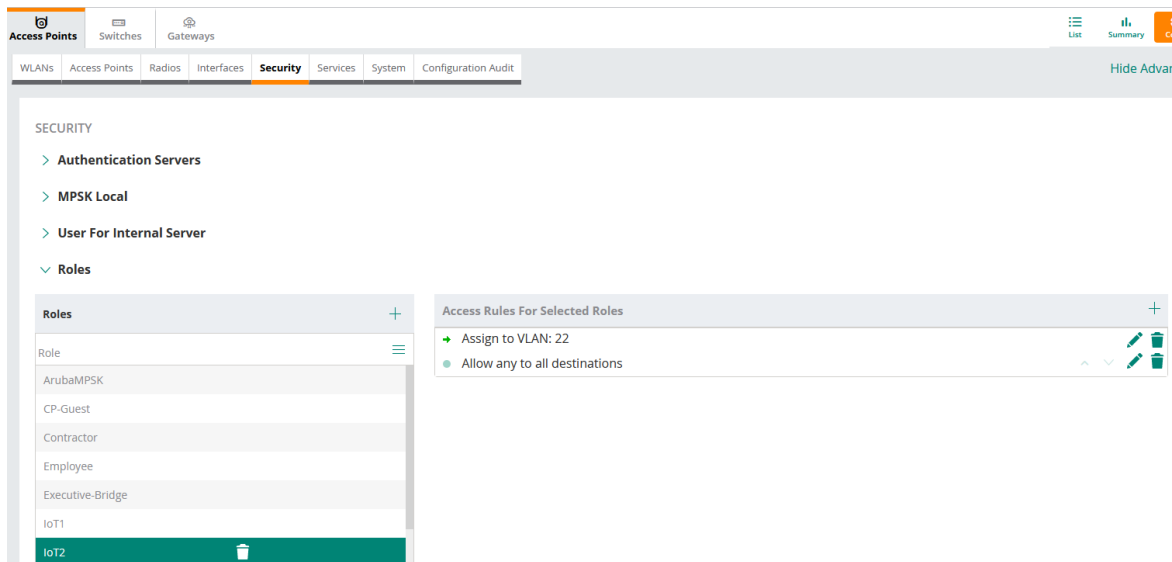 Access Points Switches Gateways List Summary
WLANs Access Points Radios Interfaces Security Services System Configuration Audit Hide Advan
SECURITY
Authentication Servers
MPSK Local
User For Internal Server
Roles
Roles Access Rules For Selected Roles
Role Assign to VLAN: 22
Allow any to all destinations
ArubaMPSK
CP-Guest
Contractor
Employee
Executive-Bridge
IoT1
IoT2